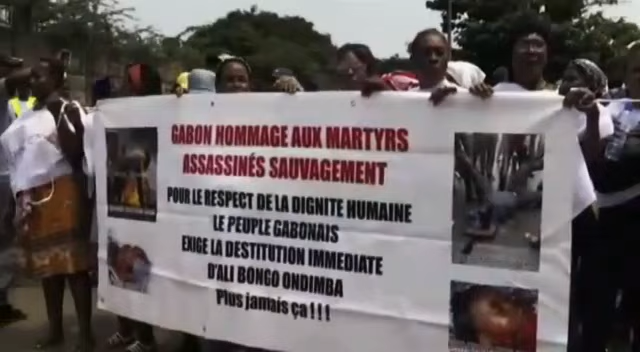 GABON HOMMAGE AUX MARTYRS
ASSASSINÉS SAUVAGEMENT
POUR LE RESPECT DE LA DIGNITE HUMAINE
LE PEUPLE GABONAIS
EXIGE LA DESTITUTION IMMEDIATE
D'ALI BONGO ONDIMBA
Plus jamais ça!!!